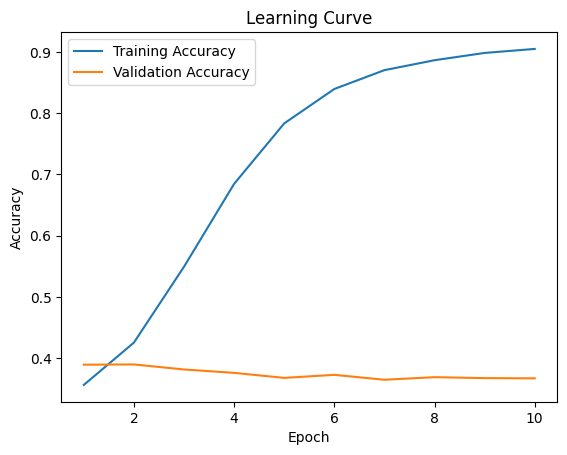 Learning Curve
Training Accuracy
Validation Accuracy
Accuracy
0.9
0.8
0.7
0.6
0.5
0.4
2 4 6 8 10
Epoch